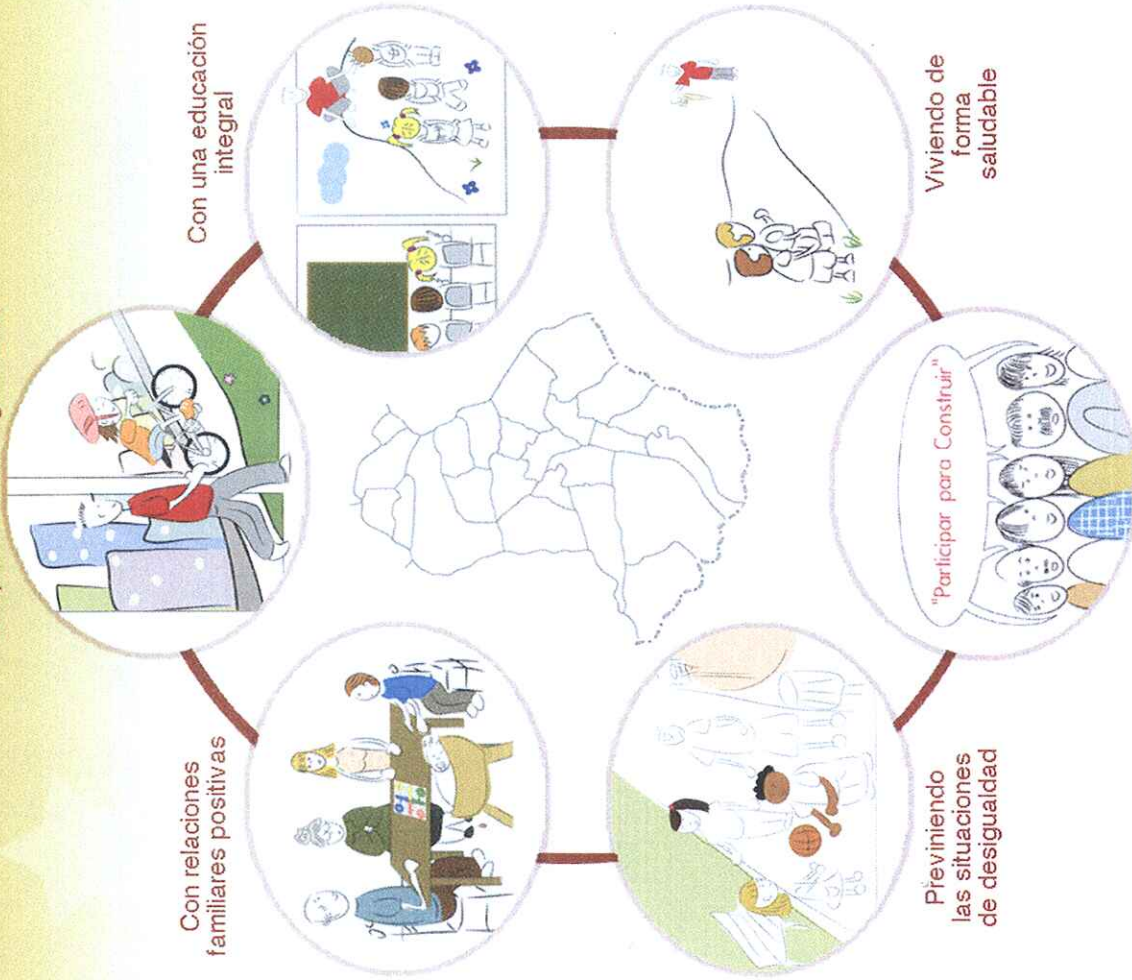 Con una educación
integral
Con relaciones
familiares positivas
Viviendo de
forma
saludable
"Participar para Construir"
Previniendo
las situaciones
de desigualdad